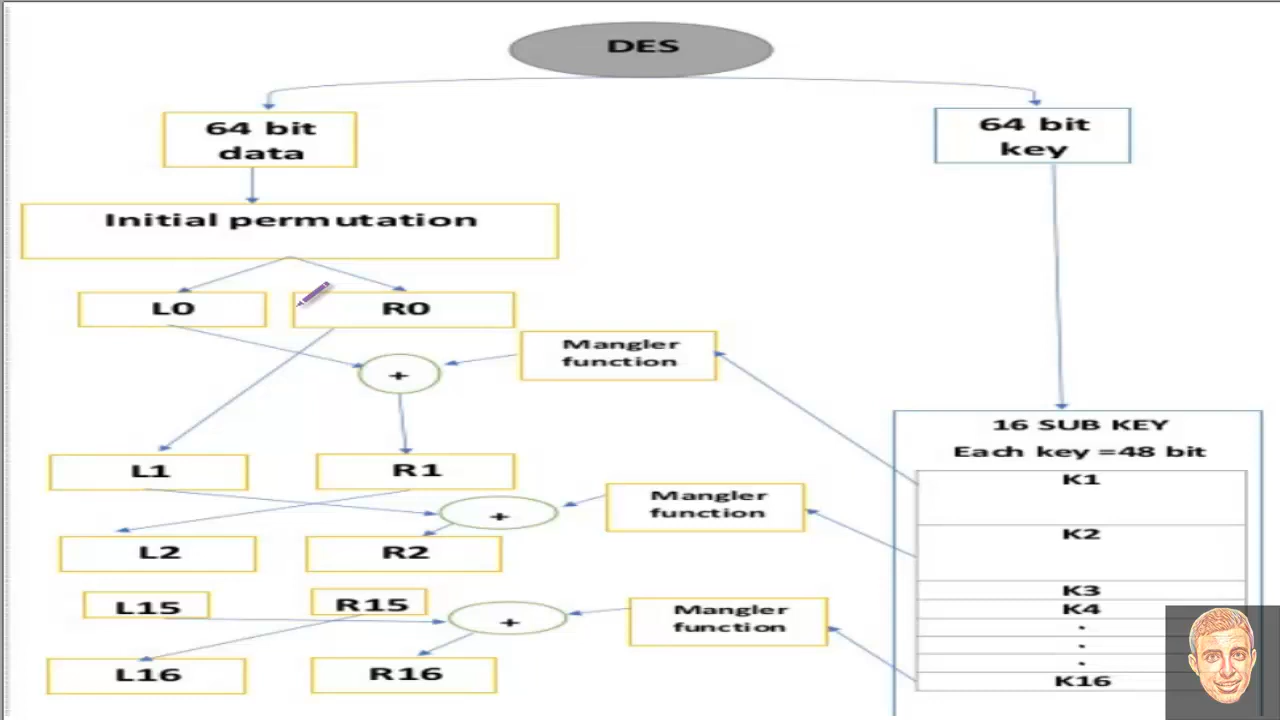 DES
64 bit
data
64 bit
key
Initial permutation
L0
R0
Mangler
function
+
16 SUB KEY
Each key =48 bit
L1
R1
K1
Mangler
function
+
K2
L2
R2
K3
L15
R15
K4
Mangler
function
+
.
.
.
L16
R16
K16